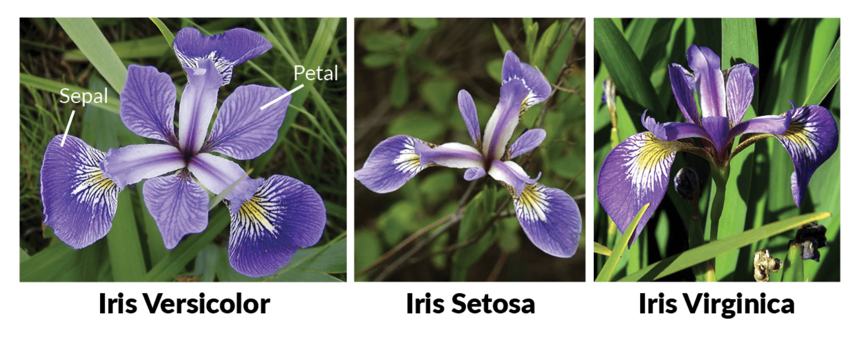 Sepal
Petal
Iris Versicolor
Iris Setosa
Iris Virginica